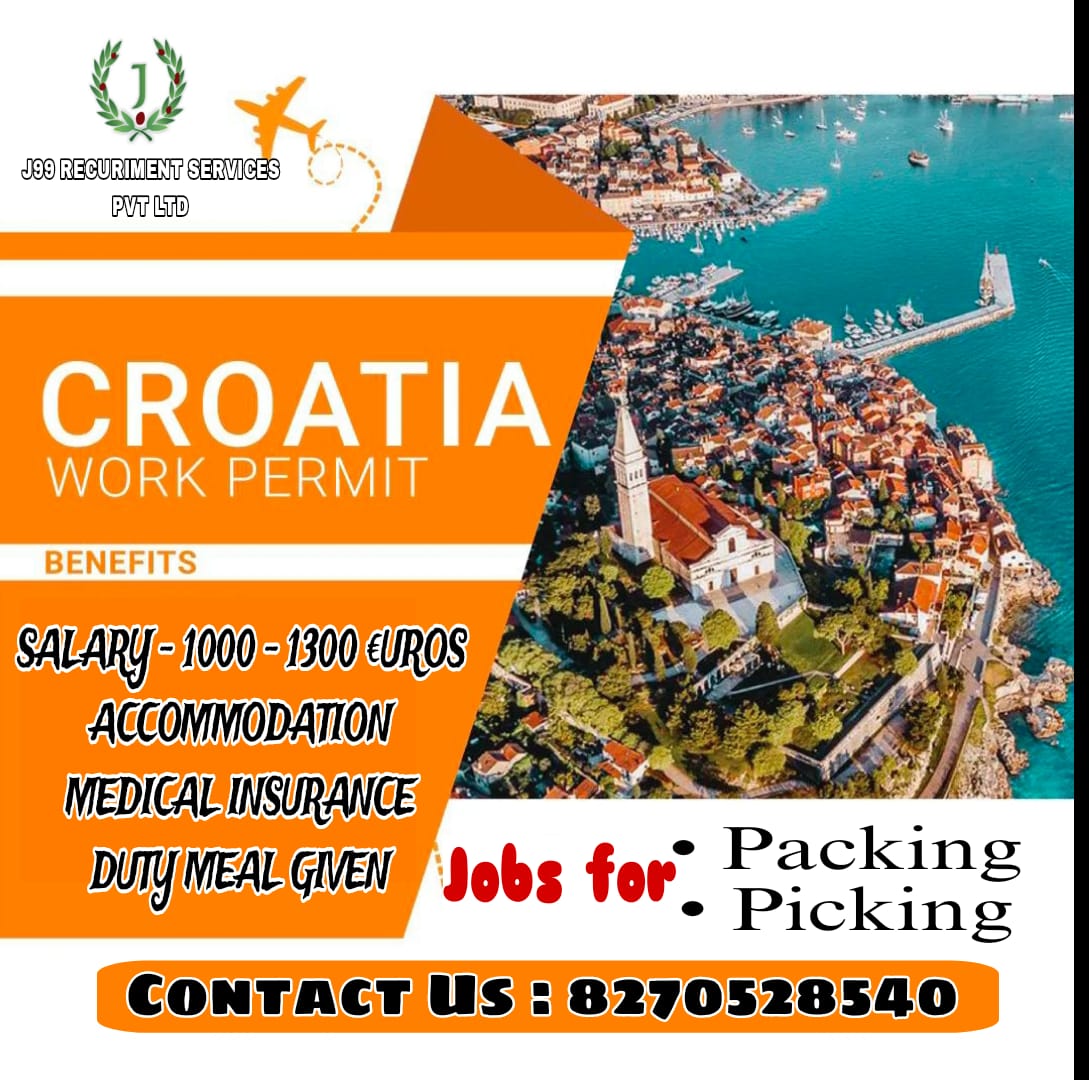 J
J99 RECURIMENT SERVICES
PVT LTD
CROATIA
WORK PERMIT
BENEFITS
SALARY - 1000 - 1300 €UROS
ACCOMMODATION
MEDICAL INSURANCE
DUTY MEAL GIVEN
Jobs for • Packing
• Picking
CONTACT US : 8270528540